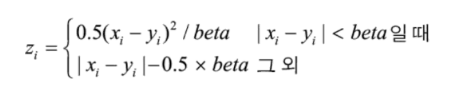 z_i = { 0.5(x_i − y_i)² / beta   | x_i − y_i | < beta일 때
| x_i − y_i |−0.5 × beta 그 외